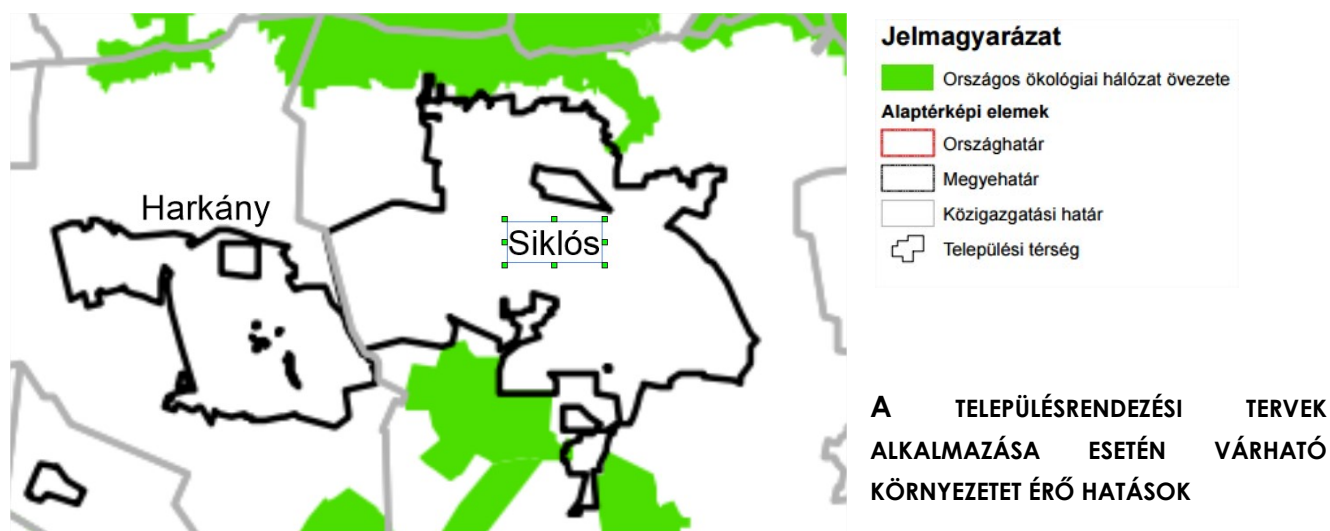 Harkány
Siklós
Jelmagyarázat
Országos ökológiai hálózat övezete
Alaptérképi elemek
Országhatár
Megyehatár
Közigazgatási határ
Települési térség
A TELEPÜLÉSRENDEZÉSI TERVEK
ALKALMAZÁSA ESETÉN VÁRHATÓ
KÖRNYEZETET ÉRŐ HATÁSOK